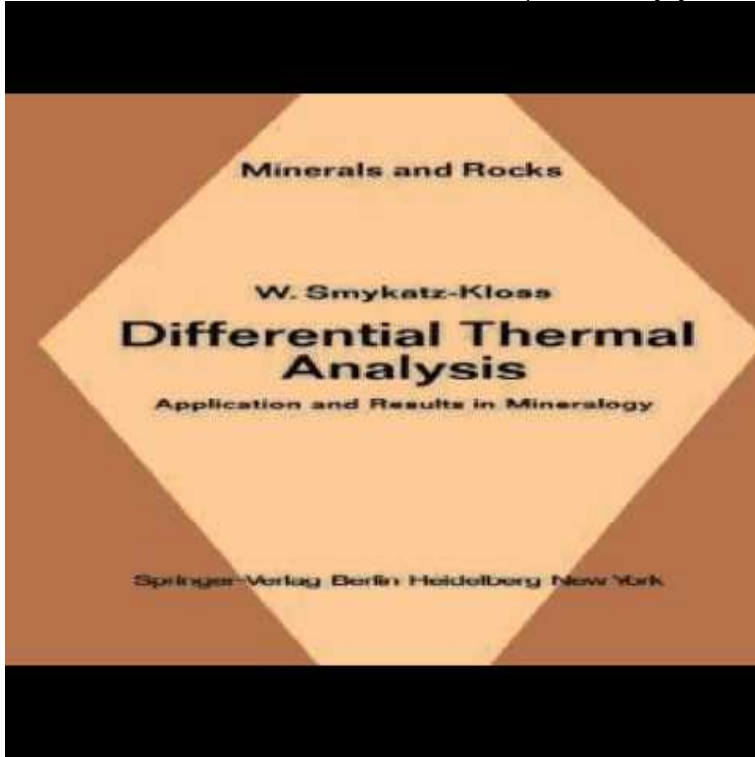 Minerals and Rocks
W. Smykatz-Kloss
Differential Thermal
Analysis
Application and Results in Mineralogy
Springer-Verlag Berlin Heidelberg New York